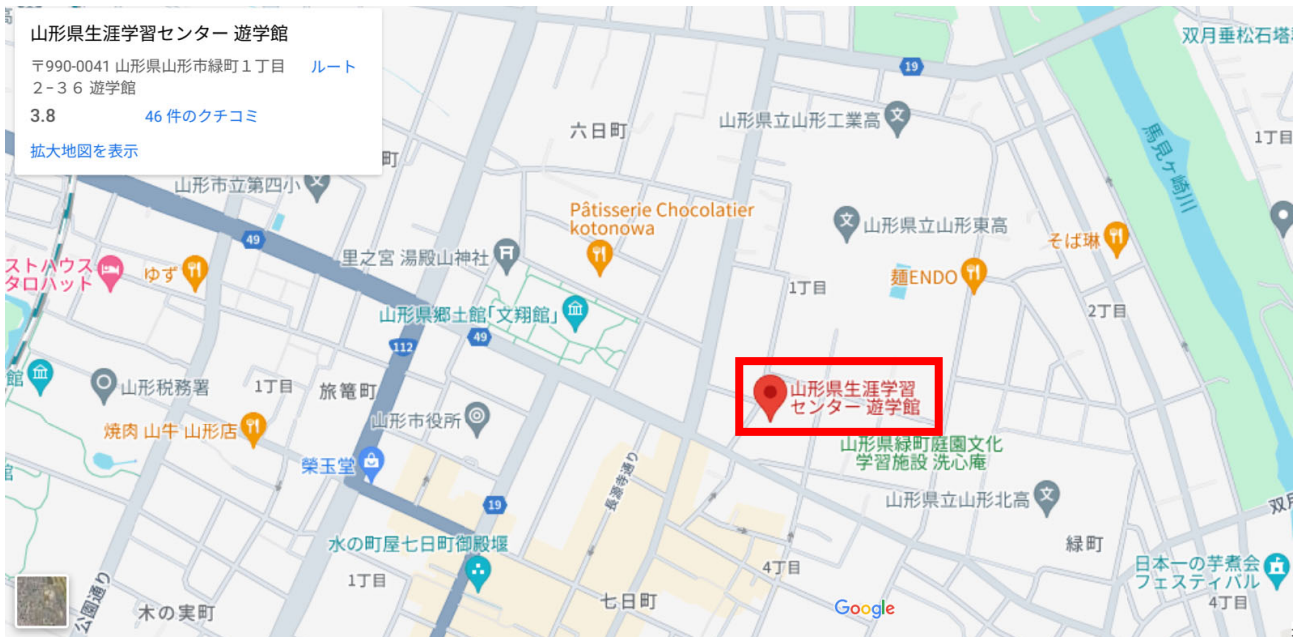 山形県生涯学習センター 遊学館
〒990-0041 山形県山形市緑町1丁目
2−36 遊学館
ルート
3.8
46 件のクチコミ
拡大地図を表示
町
双月垂松石塔
19
六日町
山形県立山形工業高
馬見ヶ崎川
1丁目
山形市立第四小
Pâtisserie Chocolatier
kotonowa
山形県立山形東高
そば琳
49
里之宮 湯殿山神社
ストハウス
タロハット
ゆず
麺ENDO
1丁目
2丁目
山形県郷土館「文翔館」
49
112
館
山形税務署
1丁目
旅篭町
山形県生涯学習
センター 遊学館
山形市役所
焼肉 山牛 山形店
山形県緑町庭園文化
学習施設 洗心庵
榮玉堂
長源寺通り
山形県立山形北高
19
双月
水の町屋七日町御殿堰
緑町
1丁目
4丁目
日本一の芋煮会
フェスティバル
4丁目
公園通り
木の実町
七日町
Google